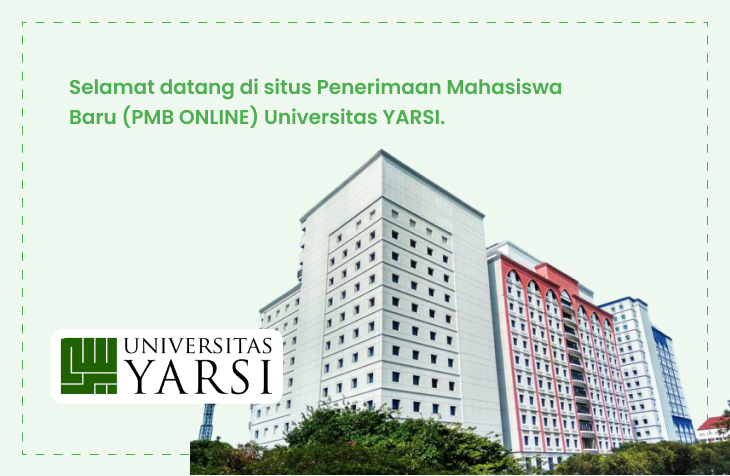 Selamat datang di situs Penerimaan Mahasiswa
Baru (PMB ONLINE) Universitas YARSI.
UNIVERSITAS
YARSI